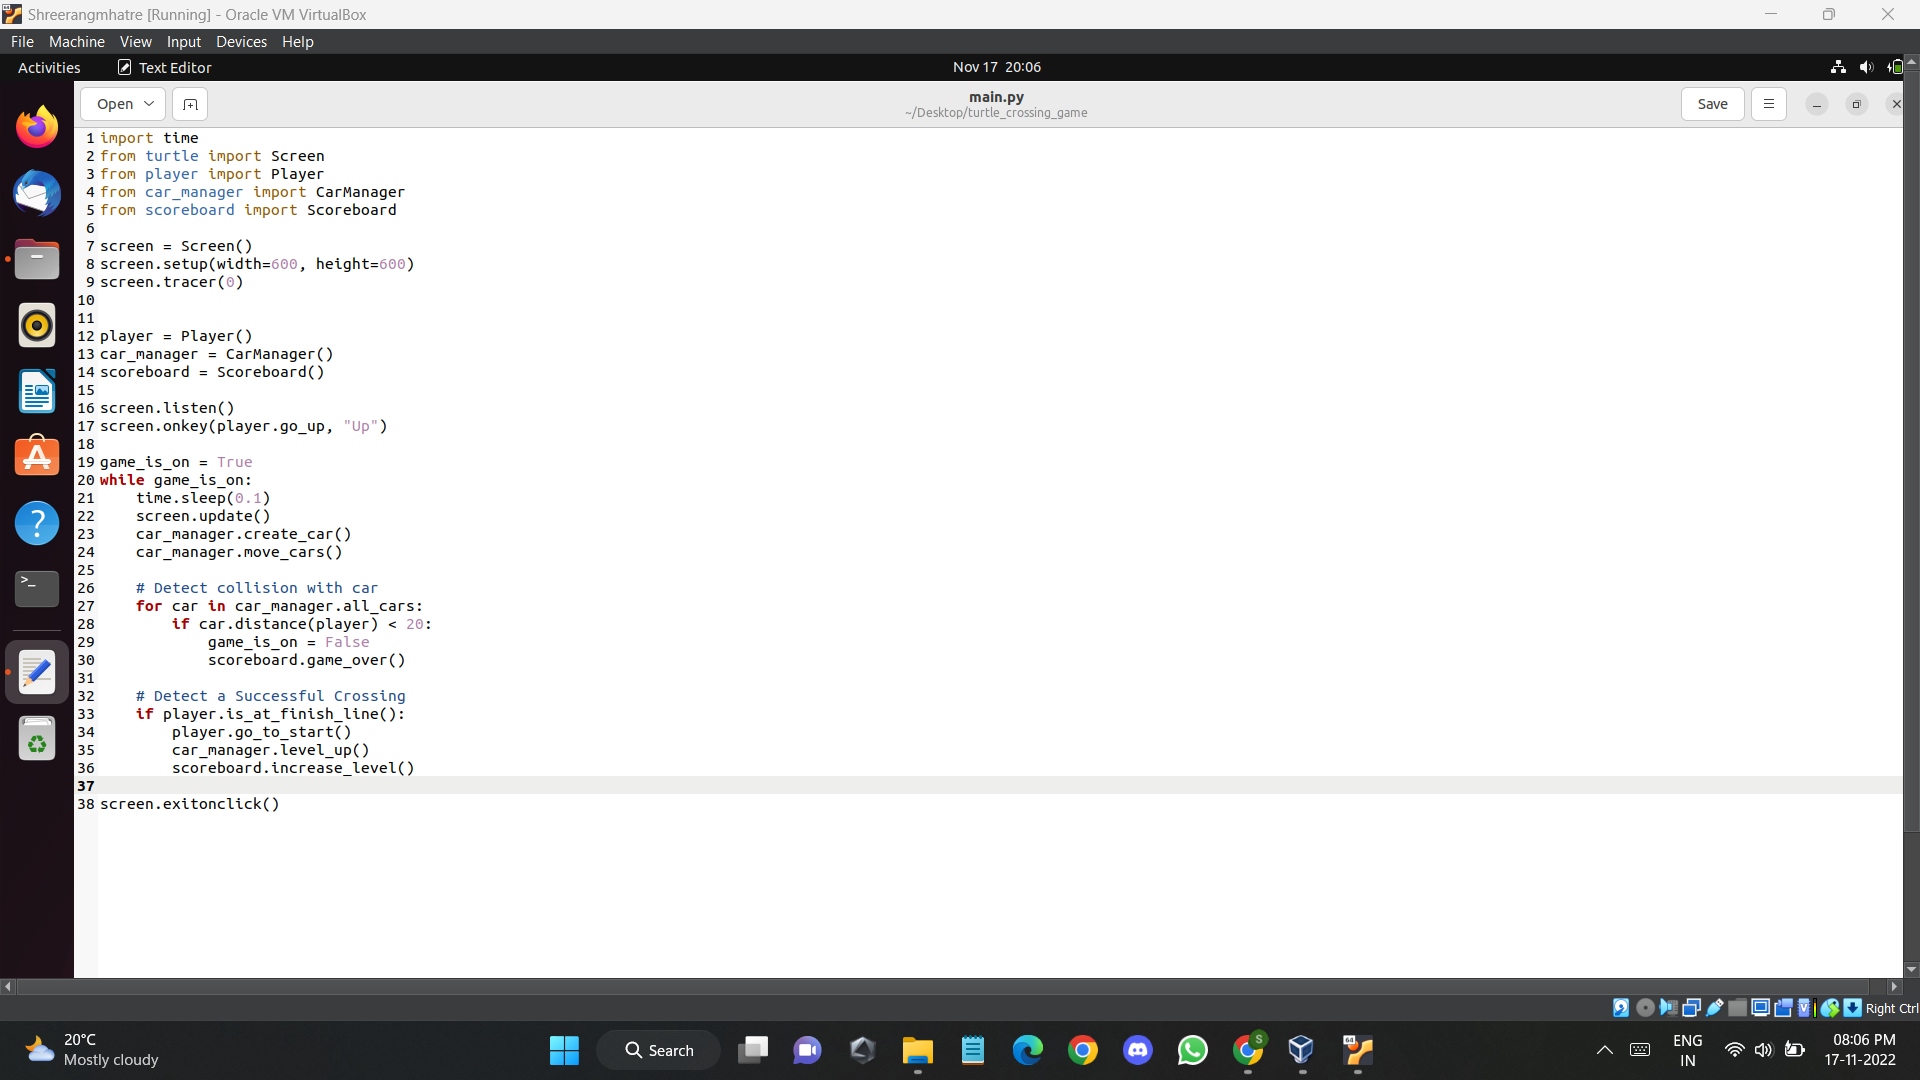 Shreerangmhatre [Running] - Oracle VM VirtualBox
File Machine View Input Devices Help
Activities Text Editor Nov 17 20:06
Open main.py Save
~/Desktop/turtle_crossing_game
1 import time
2 from turtle import Screen
3 from player import Player
4 from car_manager import CarManager
5 from scoreboard import Scoreboard
6
7 screen = Screen()
8 screen.setup(width=600, height=600)
9 screen.tracer(0)
10
11
12 player = Player()
13 car_manager = CarManager()
14 scoreboard = Scoreboard()
15
16 screen.listen()
17 screen.onkey(player.go_up, "Up")
18
19 game_is_on = True
20 while game_is_on:
21     time.sleep(0.1)
22     screen.update()
23     car_manager.create_car()
24     car_manager.move_cars()
25
26     # Detect collision with car
27     for car in car_manager.all_cars:
28         if car.distance(player) < 20:
29             game_is_on = False
30             scoreboard.game_over()
31
32     # Detect a Successful Crossing
33     if player.is_at_finish_line():
34         player.go_to_start()
35         car_manager.level_up()
36         scoreboard.increase_level()
37
38 screen.exitonclick()
Right Ctrl
20°C
Mostly cloudy
Search
S
64
ENG
IN
08:06 PM
17-11-2022